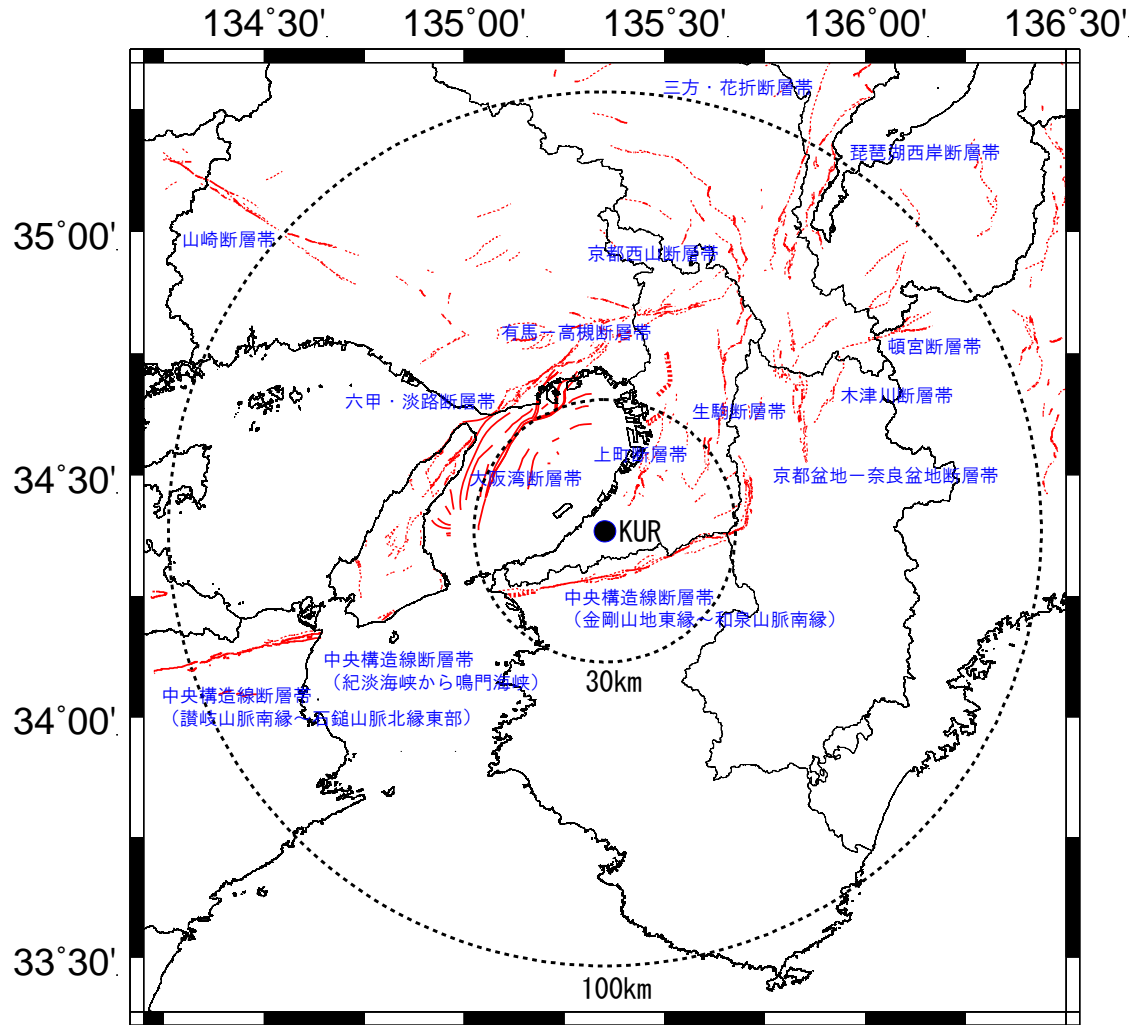 134˚30'
135˚00'
135˚30'
136˚00'
136˚30'
三方・花折断層帯
琵琶湖西岸断層帯
35˚00'
山崎断層帯
京都西山断層帯
有馬－高槻断層帯
頓宮断層帯
六甲・淡路断層帯
生駒断層帯
木津川断層帯
上町断層帯
34˚30'
大阪湾断層帯
京都盆地－奈良盆地断層帯
KUR
中央構造線断層帯
（金剛山地東縁～和泉山脈南縁）
中央構造線断層帯
（紀淡海峡から鳴門海峡）
30km
中央構造線断層帯
（讃岐山脈南縁～石鎚山脈北縁東部）
34˚00'
33˚30'
100km